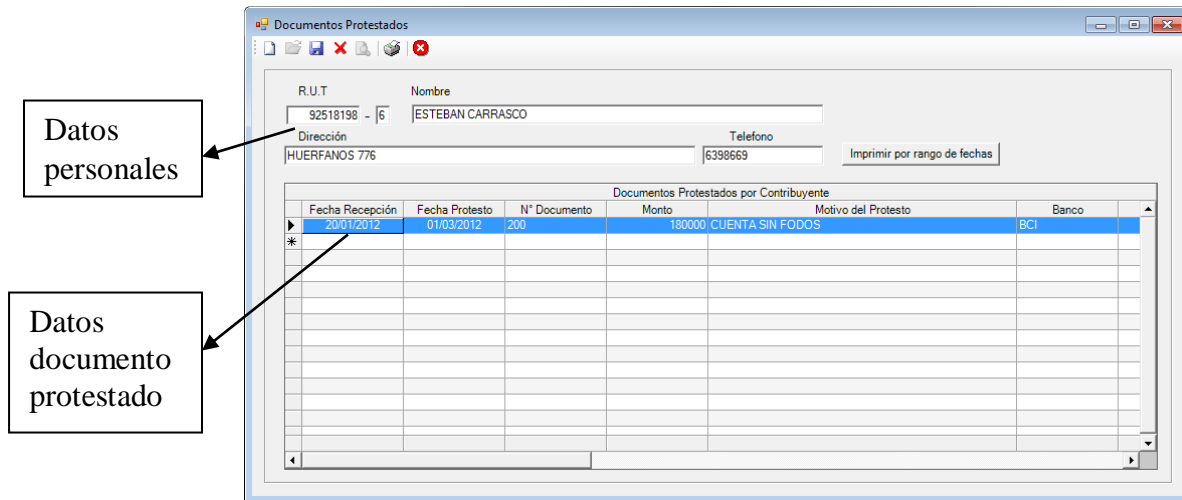 Documentos Protestados
R.U.T Nombre
92518198 - 6 ESTEBAN CARRASCO
Dirección Telefono
HUERFANOS 776 6398669 Imprimir por rango de fechas
Documentos Protestados por Contribuyente
Fecha Recepción Fecha Protesto N° Documento Monto Motivo del Protesto Banco
20/01/2012 01/03/2012 200 180000 CUENTA SIN FODOS BCI
Datos
personales
Datos
documento
protestado